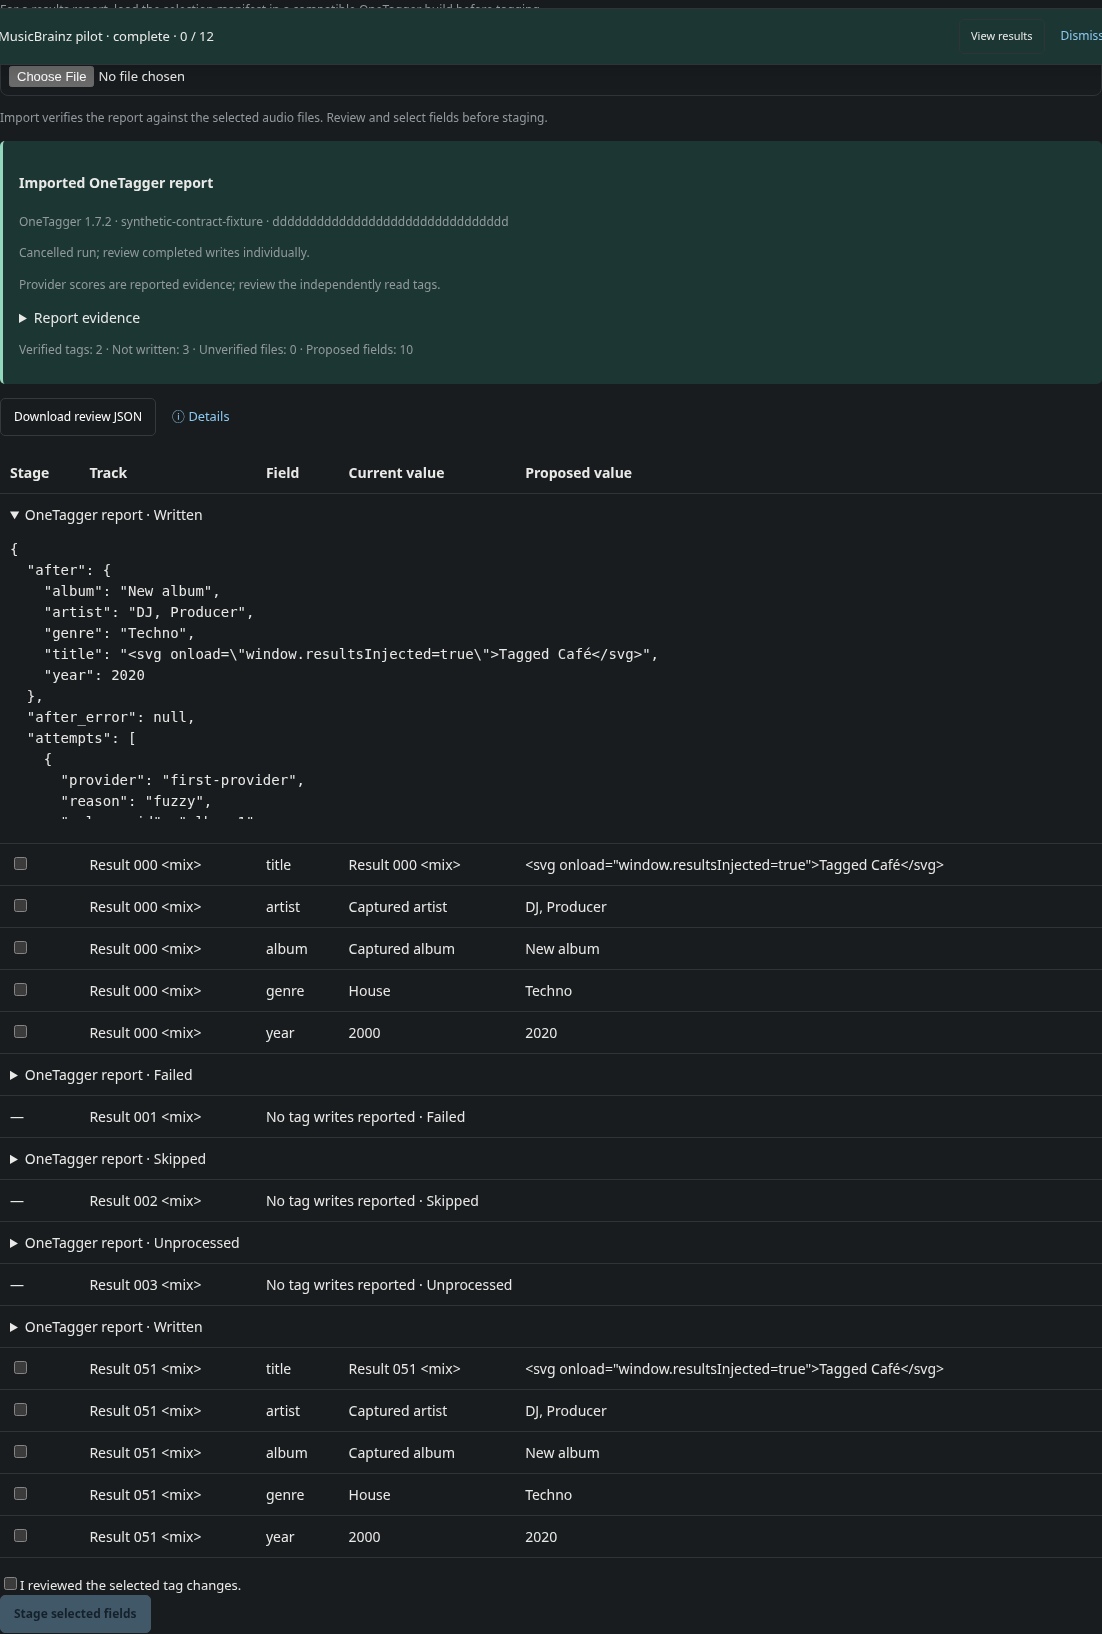 MusicBrainz pilot · complete · 0 / 12
View results
Dismiss
Choose File No file chosen
Import verifies the report against the selected audio files. Review and select fields before staging.
Imported OneTagger report
OneTagger 1.7.2 · synthetic-contract-fixture · dddddddddddddddddddddddddddddddd
Cancelled run; review completed writes individually.
Provider scores are reported evidence; review the independently read tags.
▶ Report evidence
Verified tags: 2 · Not written: 3 · Unverified files: 0 · Proposed fields: 10
Download review JSON ⓘ Details
Stage Track Field Current value Proposed value
▼ OneTagger report · Written
{
"after": {
"album": "New album",
"artist": "DJ, Producer",
"genre": "Techno",
"title": "<svg onload=\"window.resultsInjected=true\">Tagged Café</svg>",
"year": 2020
},
"after_error": null,
"attempts": [
{
"provider": "first-provider",
"reason": "fuzzy",
Result 000 <mix> title Result 000 <mix> <svg onload="window.resultsInjected=true">Tagged Café</svg>
Result 000 <mix> artist Captured artist DJ, Producer
Result 000 <mix> album Captured album New album
Result 000 <mix> genre House Techno
Result 000 <mix> year 2000 2020
▶ OneTagger report · Failed
— Result 001 <mix> No tag writes reported · Failed
▶ OneTagger report · Skipped
— Result 002 <mix> No tag writes reported · Skipped
▶ OneTagger report · Unprocessed
— Result 003 <mix> No tag writes reported · Unprocessed
▶ OneTagger report · Written
Result 051 <mix> title Result 051 <mix> <svg onload="window.resultsInjected=true">Tagged Café</svg>
Result 051 <mix> artist Captured artist DJ, Producer
Result 051 <mix> album Captured album New album
Result 051 <mix> genre House Techno
Result 051 <mix> year 2000 2020
I reviewed the selected tag changes.
Stage selected fields